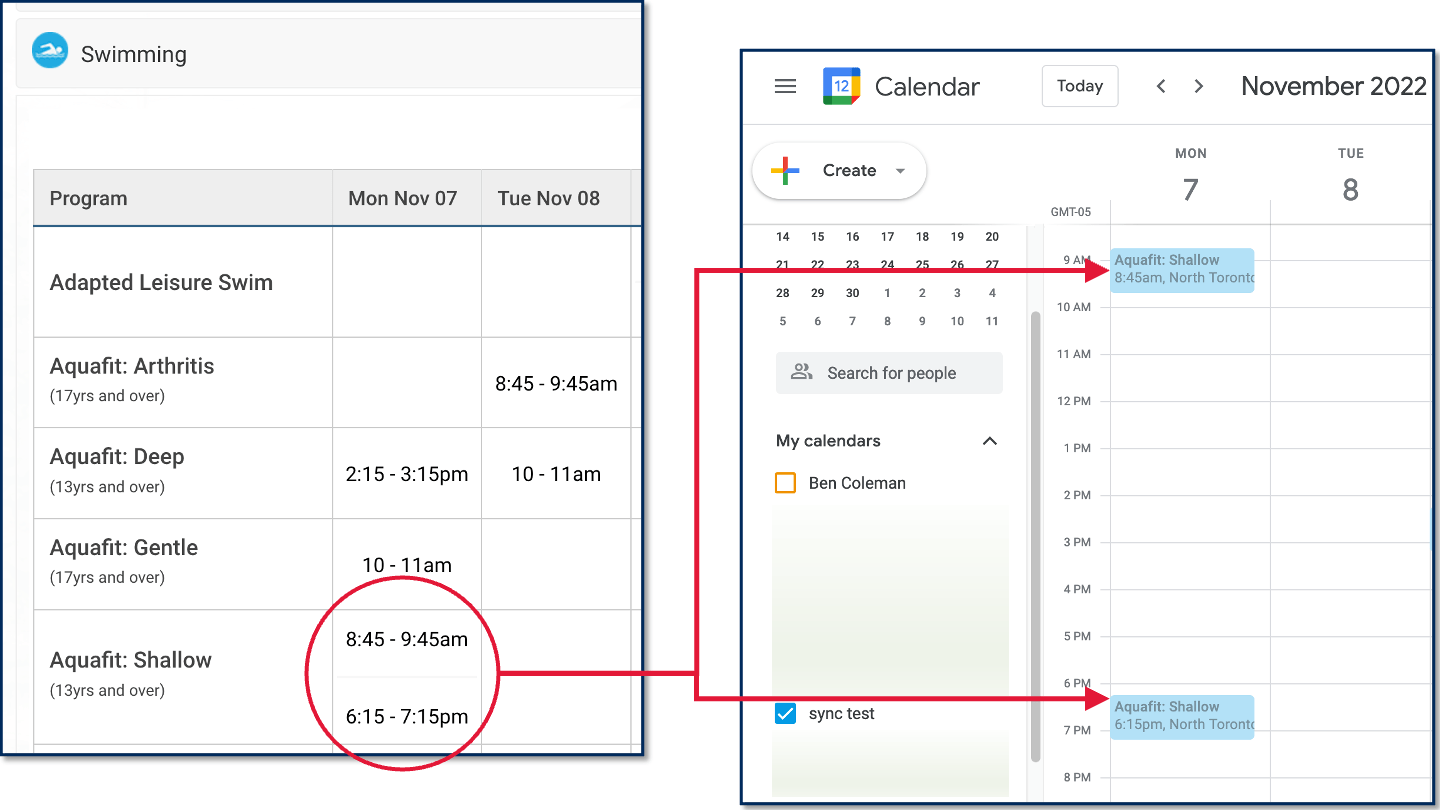 Swimming
Program Mon Nov 07 Tue Nov 08
Adapted Leisure Swim
Aquafit: Arthritis
(17yrs and over)
8:45 - 9:45am
Aquafit: Deep
(13yrs and over)
2:15 - 3:15pm 10 - 11am
Aquafit: Gentle
(17yrs and over)
10 - 11am
Aquafit: Shallow
(13yrs and over)
8:45 - 9:45am
6:15 - 7:15pm
12 Calendar Today November 2022
Create
MON TUE
7 8
GMT-05
14 15 16 17 18 19 20
21 22 23 24 25 26 27
28 29 30 1 2 3 4
5 6 7 8 9 10 11
Search for people
My calendars
Ben Coleman
sync test
9 AM
10 AM
11 AM
12 PM
1 PM
2 PM
3 PM
4 PM
5 PM
6 PM
7 PM
8 PM
Aquafit: Shallow
8:45am, North Toronto
Aquafit: Shallow
6:15pm, North Toronto